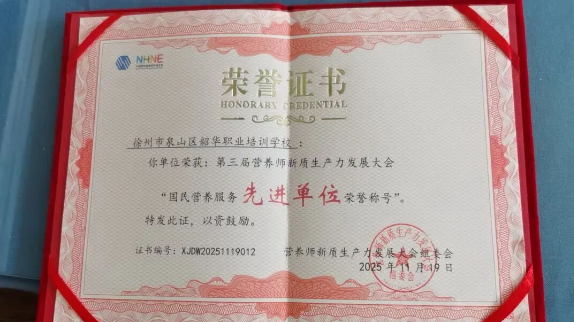 NHNE
荣誉证书
HONORARY CREDENTIAL
徐州市泉山区韶华职业培训学校：
你单位荣获：第三届营养师新质生产力发展大会
“国民营养服务先进单位荣誉称号”。
特发此证，以资鼓励。
证书编号：XJDW20251119012 营养师新质生产力发展大会组委会
2025年11月19日
组委会